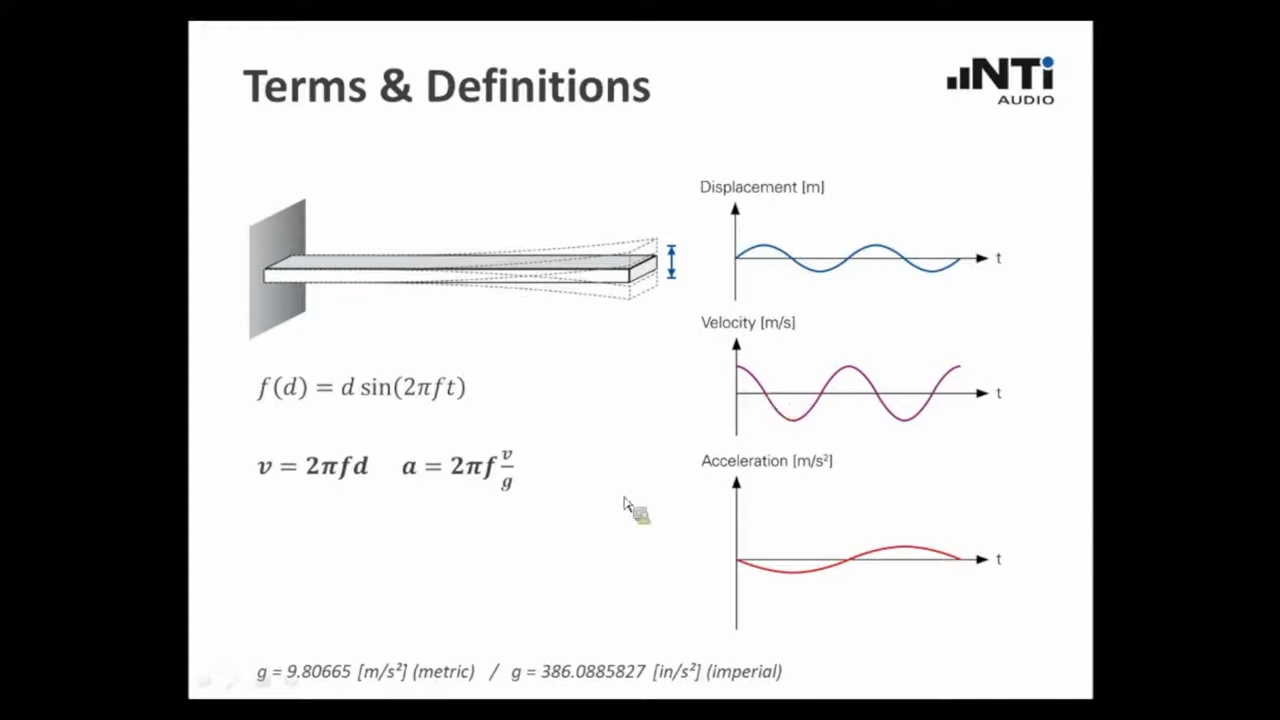 Terms & Definitions
NTi
AUDIO
Displacement [m]
t
Velocity [m/s]
t
f(d) = d sin(2πft)
v = 2πfd a = 2πf v/g
Acceleration [m/s²]
t
g = 9.80665 [m/s²] (metric) / g = 386.0885827 [in/s²] (imperial)